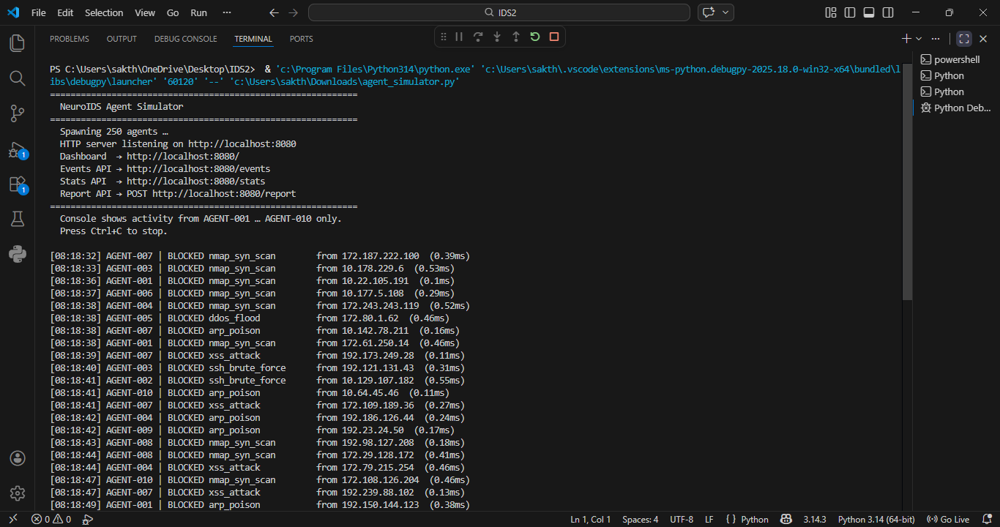 File Edit Selection View Go Run ··· IDS2
PROBLEMS OUTPUT DEBUG CONSOLE TERMINAL PORTS
powershell
Python
Python
Python Deb...
PS C:\Users\sakth\OneDrive\Desktop\IDS2>  & 'c:\Program Files\Python314\python.exe' 'c:\Users\sakth\.vscode\extensions\ms-python.debugpy-2025.18.0-win32-x64\bundled\l
ibs\debugpy\launcher' '60120' '--' 'c:\Users\sakth\Downloads\agent_simulator.py'
============================================================
NeuroIDS Agent Simulator
============================================================
Spawning 250 agents …
HTTP server listening on http://localhost:8080
Dashboard  → http://localhost:8080/
Events API → http://localhost:8080/events
Stats API  → http://localhost:8080/stats
Report API → POST http://localhost:8080/report
============================================================
Console shows activity from AGENT-001 … AGENT-010 only.
Press Ctrl+C to stop.
[08:18:32] AGENT-007 | BLOCKED nmap_syn_scan        from 172.187.222.100  (0.39ms)
[08:18:33] AGENT-003 | BLOCKED nmap_syn_scan        from 10.178.229.6  (0.53ms)
[08:18:36] AGENT-001 | BLOCKED nmap_syn_scan        from 10.22.105.191  (0.1ms)
[08:18:37] AGENT-006 | BLOCKED nmap_syn_scan        from 10.177.5.108  (0.29ms)
[08:18:38] AGENT-004 | BLOCKED nmap_syn_scan        from 172.243.243.119  (0.52ms)
[08:18:38] AGENT-005 | BLOCKED ddos_flood           from 172.80.1.62  (0.46ms)
[08:18:38] AGENT-007 | BLOCKED arp_poison           from 10.142.78.211  (0.16ms)
[08:18:38] AGENT-001 | BLOCKED nmap_syn_scan        from 172.61.250.14  (0.46ms)
[08:18:39] AGENT-007 | BLOCKED xss_attack           from 192.173.249.28  (0.11ms)
[08:18:40] AGENT-003 | BLOCKED ssh_brute_force      from 192.121.131.43  (0.31ms)
[08:18:41] AGENT-002 | BLOCKED ssh_brute_force      from 10.129.107.182  (0.55ms)
[08:18:41] AGENT-010 | BLOCKED arp_poison           from 10.64.45.46  (0.11ms)
[08:18:41] AGENT-007 | BLOCKED xss_attack           from 172.109.189.36  (0.27ms)
[08:18:42] AGENT-004 | BLOCKED arp_poison           from 192.186.126.44  (0.24ms)
[08:18:42] AGENT-009 | BLOCKED arp_poison           from 192.23.24.50  (0.17ms)
[08:18:43] AGENT-008 | BLOCKED nmap_syn_scan        from 192.98.127.208  (0.18ms)
[08:18:44] AGENT-008 | BLOCKED nmap_syn_scan        from 172.29.128.172  (0.41ms)
[08:18:44] AGENT-004 | BLOCKED xss_attack           from 172.79.215.254  (0.46ms)
[08:18:47] AGENT-010 | BLOCKED nmap_syn_scan        from 172.108.126.204  (0.46ms)
[08:18:47] AGENT-007 | BLOCKED xss_attack           from 192.239.88.102  (0.13ms)
[08:18:49] AGENT-001 | BLOCKED arp_poison           from 192.150.144.123  (0.38ms)
1
1
0 0 Ln 1, Col 1 Spaces: 4 UTF-8 LF { } Python 3.14.3 Python 3.14 (64-bit) Go Live